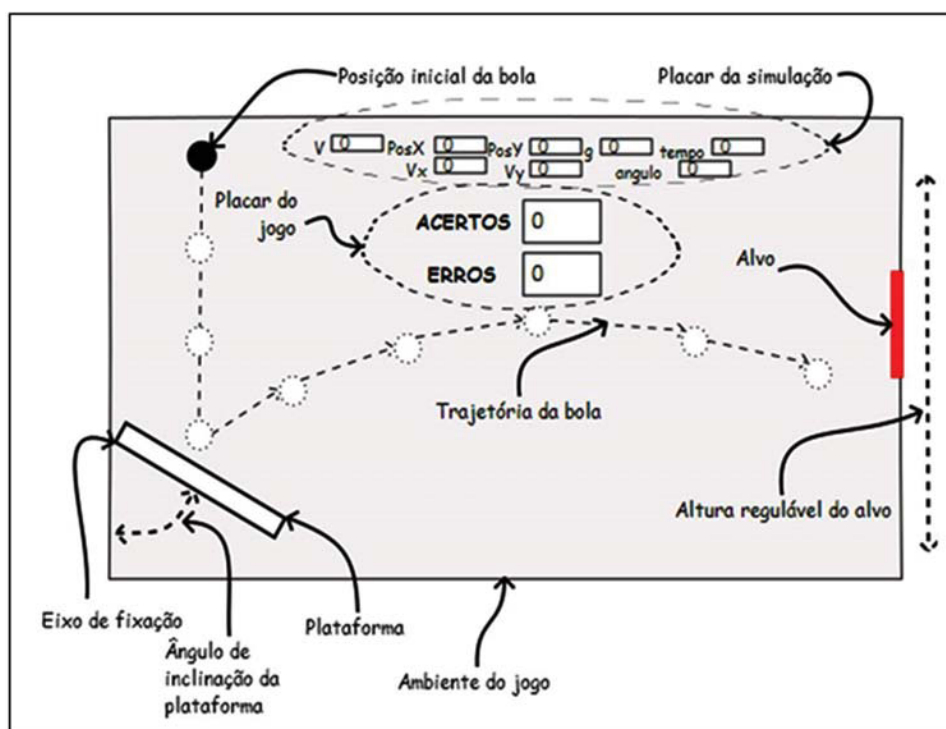 Posição inicial da bola
Placar da simulação
V 0 PosX 0 PosY 0 g 0 tempo 0
Vx 0 Vy 0 angulo 0
Placar do
jogo
ACERTOS 0
ERROS 0
Alvo
Trajetória da bola
Altura regulável do alvo
Eixo de fixação
Plataforma
Ângulo de
inclinação da
plataforma
Ambiente do jogo